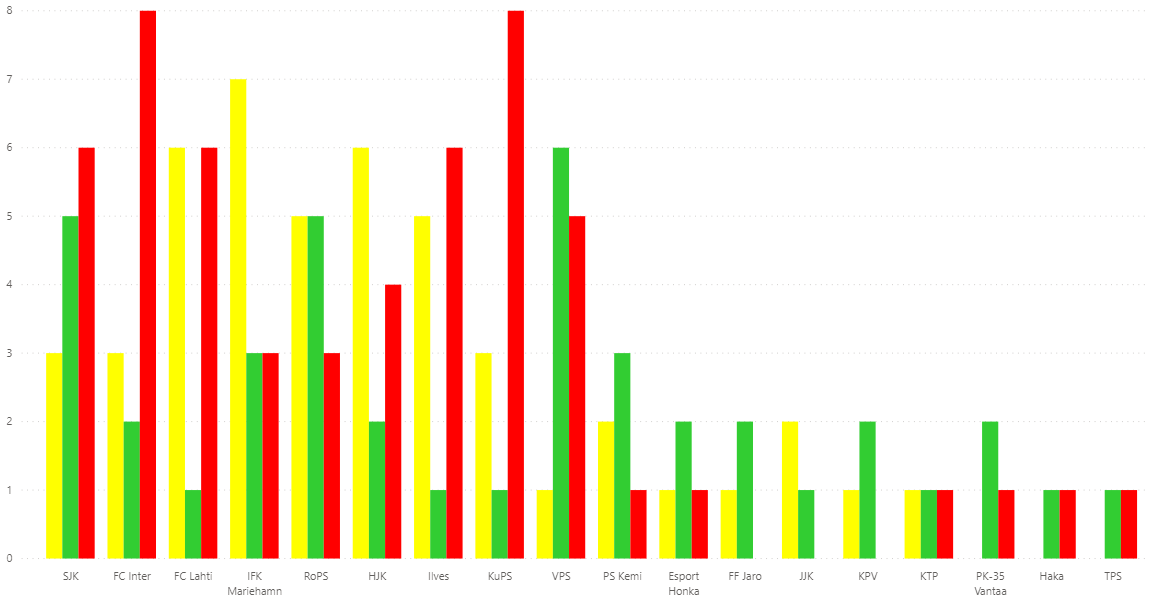 8
7
6
5
4
3
2
1
0
SJK
FC Inter
FC Lahti
IFK
Mariehamn
RoPS
HJK
Ilves
KuPS
VPS
PS Kemi
Esport
Honka
FF Jaro
JJK
KPV
KTP
PK-35
Vantaa
Haka
TPS